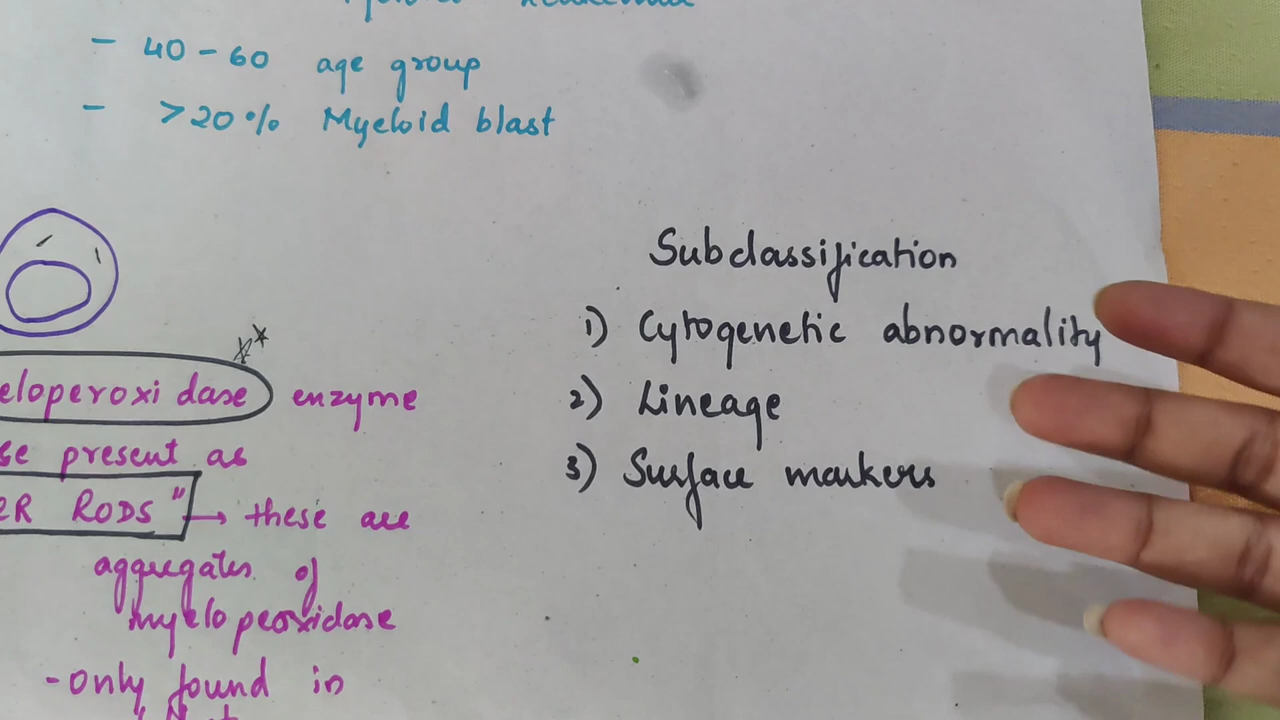 - 40-60 age group
- >20% Myeloid blast
eloperoxidase enzyme
se present as
ER RODS" → these are
aggregates of
myeloperoxidase
- only found in
Subclassification
1) Cytogenetic abnormality
2) Lineage
3) Surface markers